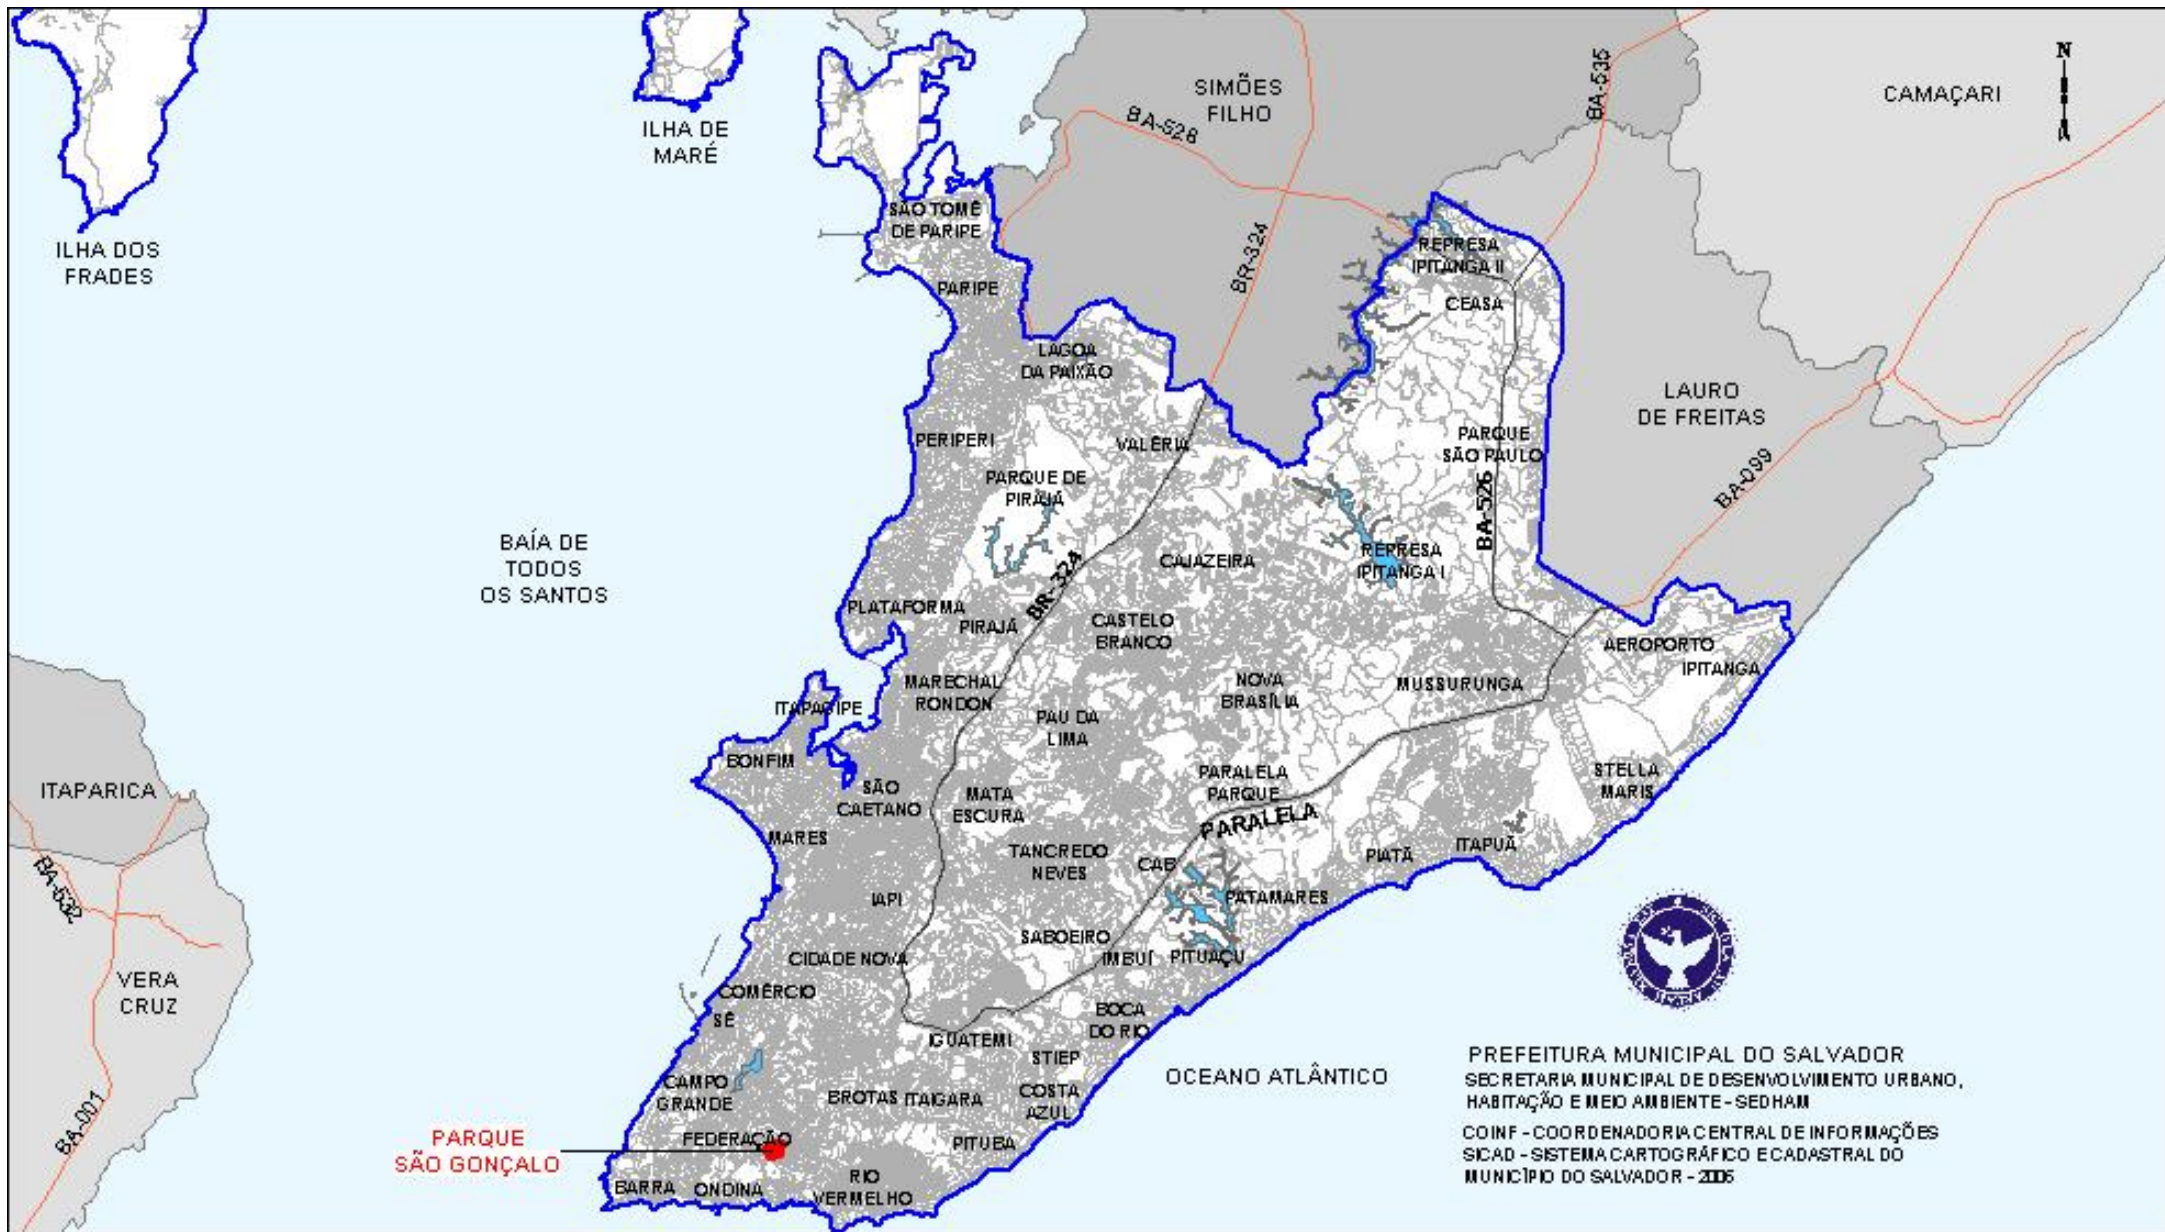 N
SIMÕES
FILHO
CAMAÇARI
BA-535
BA-526
ILHA DE
MARÉ
ILHA DOS
FRADES
SÃO TOMÉ
DE PARIPE
BR-324
REPRESA
IPITANGA II
PARIPE
CEASA
LAGOA
DA PAIXÃO
LAURO
DE FREITAS
PERIPERI
VALÉRIA
PARQUE
SÃO PAULO
PARQUE DE
PIRAJÁ
BA-099
BA-526
BAÍA DE
TODOS
OS SANTOS
CAJAZEIRA
REPRESA
IPITANGA I
BR-324
PLATAFORMA
PIRAJÁ
CASTELO
BRANCO
AEROPORTO
IPITANGA
MARECHAL
RONDON
NOVA
BRASÍLIA
MUSSURUNGA
ITAPAGIPE
PAU DA
LIMA
BONFIM
PARALELA
PARQUE
STELLA
MARIS
ITAPARICA
SÃO
CAETANO
MATA
ESCURA
PARALELA
MARES
TANCREDO
NEVES
CAB
PIATÃ
ITAPUÃ
BA-532
IAPI
PATAMARES
SABOEIRO
CIDADE NOVA
IMBUÍ
PITUAÇU
VERA
CRUZ
COMÉRCIO
SÉ
BOCA
DO RIO
IGUATEMI
STIEP
OCEANO ATLÂNTICO
CAMPO
GRANDE
BROTAS
ITAIGARA
COSTA
AZUL
BA-001
PARQUE
SÃO GONÇALO
FEDERAÇÃO
PITUBA
BARRA
ONDINA
RIO
VERMELHO
PREFEITURA MUNICIPAL DO SALVADOR
SECRETARIA MUNICIPAL DE DESENVOLVIMENTO URBANO,
HABITAÇÃO E MEIO AMBIENTE - SEDHAM
COINF - COORDENADORIA CENTRAL DE INFORMAÇÕES
SICAD - SISTEMA CARTOGRÁFICO E CADASTRAL DO
MUNICÍPIO DO SALVADOR - 2006